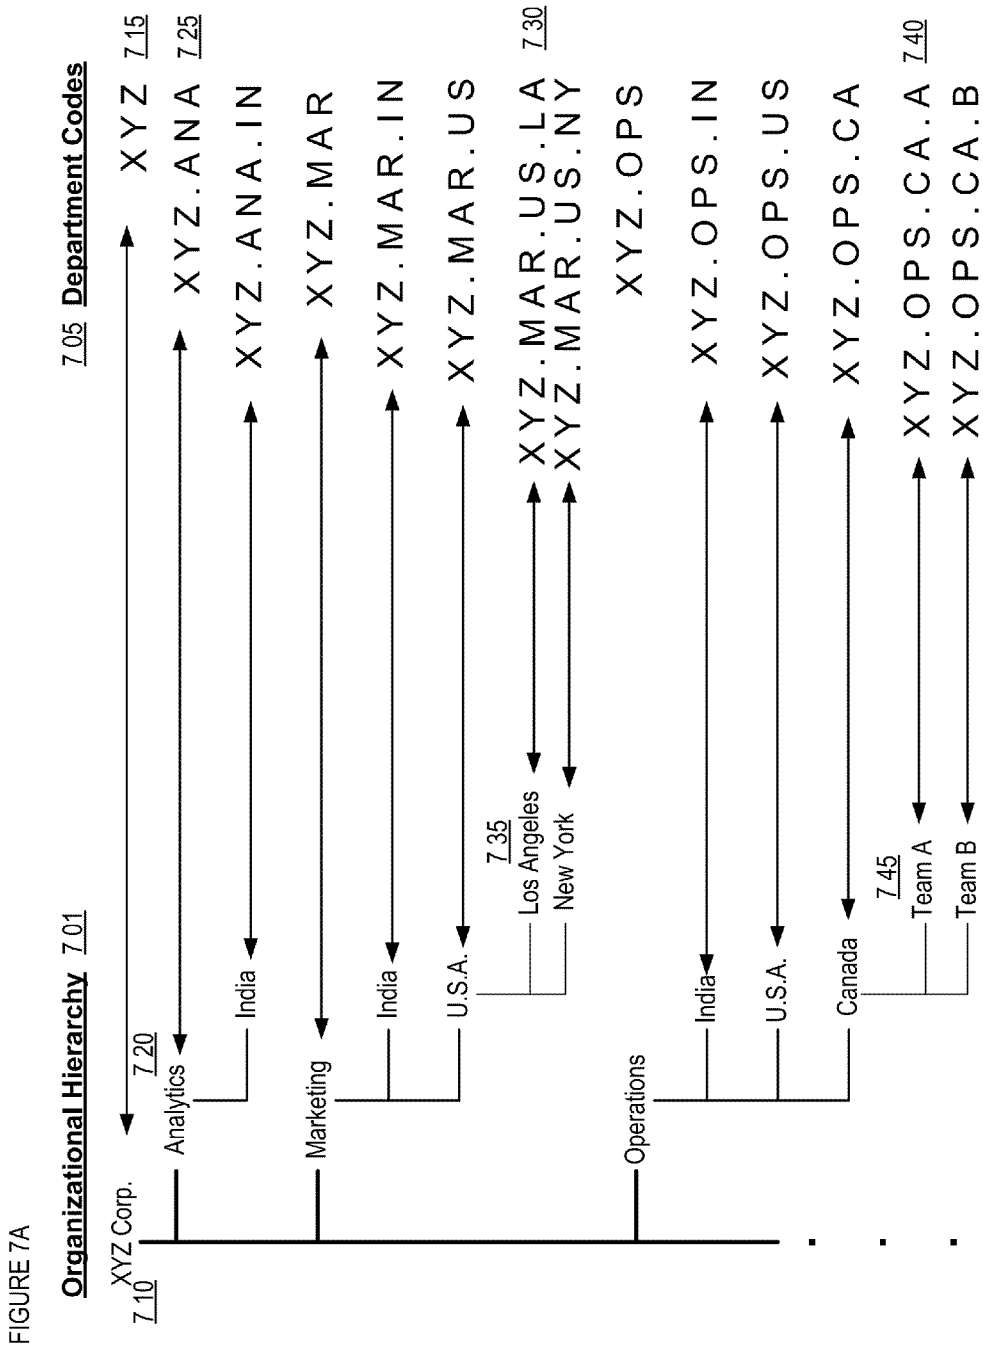 FIGURE 7A
Organizational Hierarchy 7 01 7 05 Department Codes
7 10 XYZ Corp. XYZ 7 15
7 20
Analytics XYZ.ANA 7 25
India XYZ.ANA.IN
Marketing XYZ.MAR
India XYZ.MAR.IN
U.S.A. XYZ.MAR.US
7 35
Los Angeles XYZ.MAR.US.LA 7 30
New York XYZ.MAR.US.NY
Operations XYZ.OPS
India XYZ.OPS.IN
U.S.A. XYZ.OPS.US
Canada XYZ.OPS.CA
7 45
Team A XYZ.OPS.CA.A 7 40
Team B XYZ.OPS.CA.B